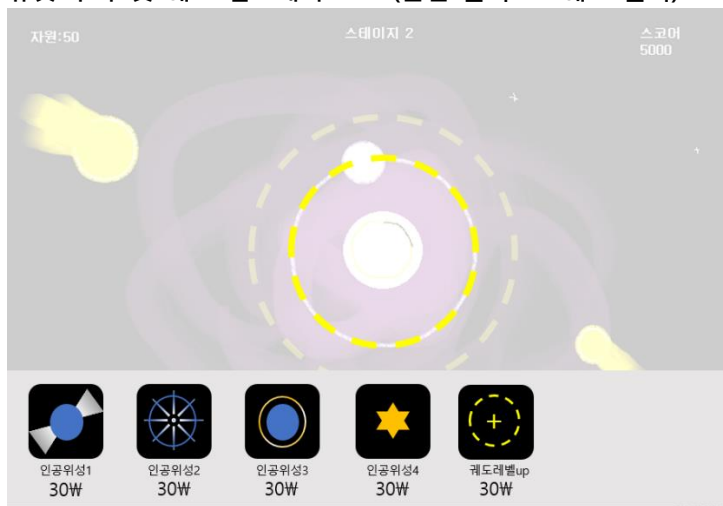 자원:50
스테이지 2
스코어
5000
인공위성1
인공위성2
인공위성3
인공위성4
궤도레벨up
30₩
30₩
30₩
30₩
30₩